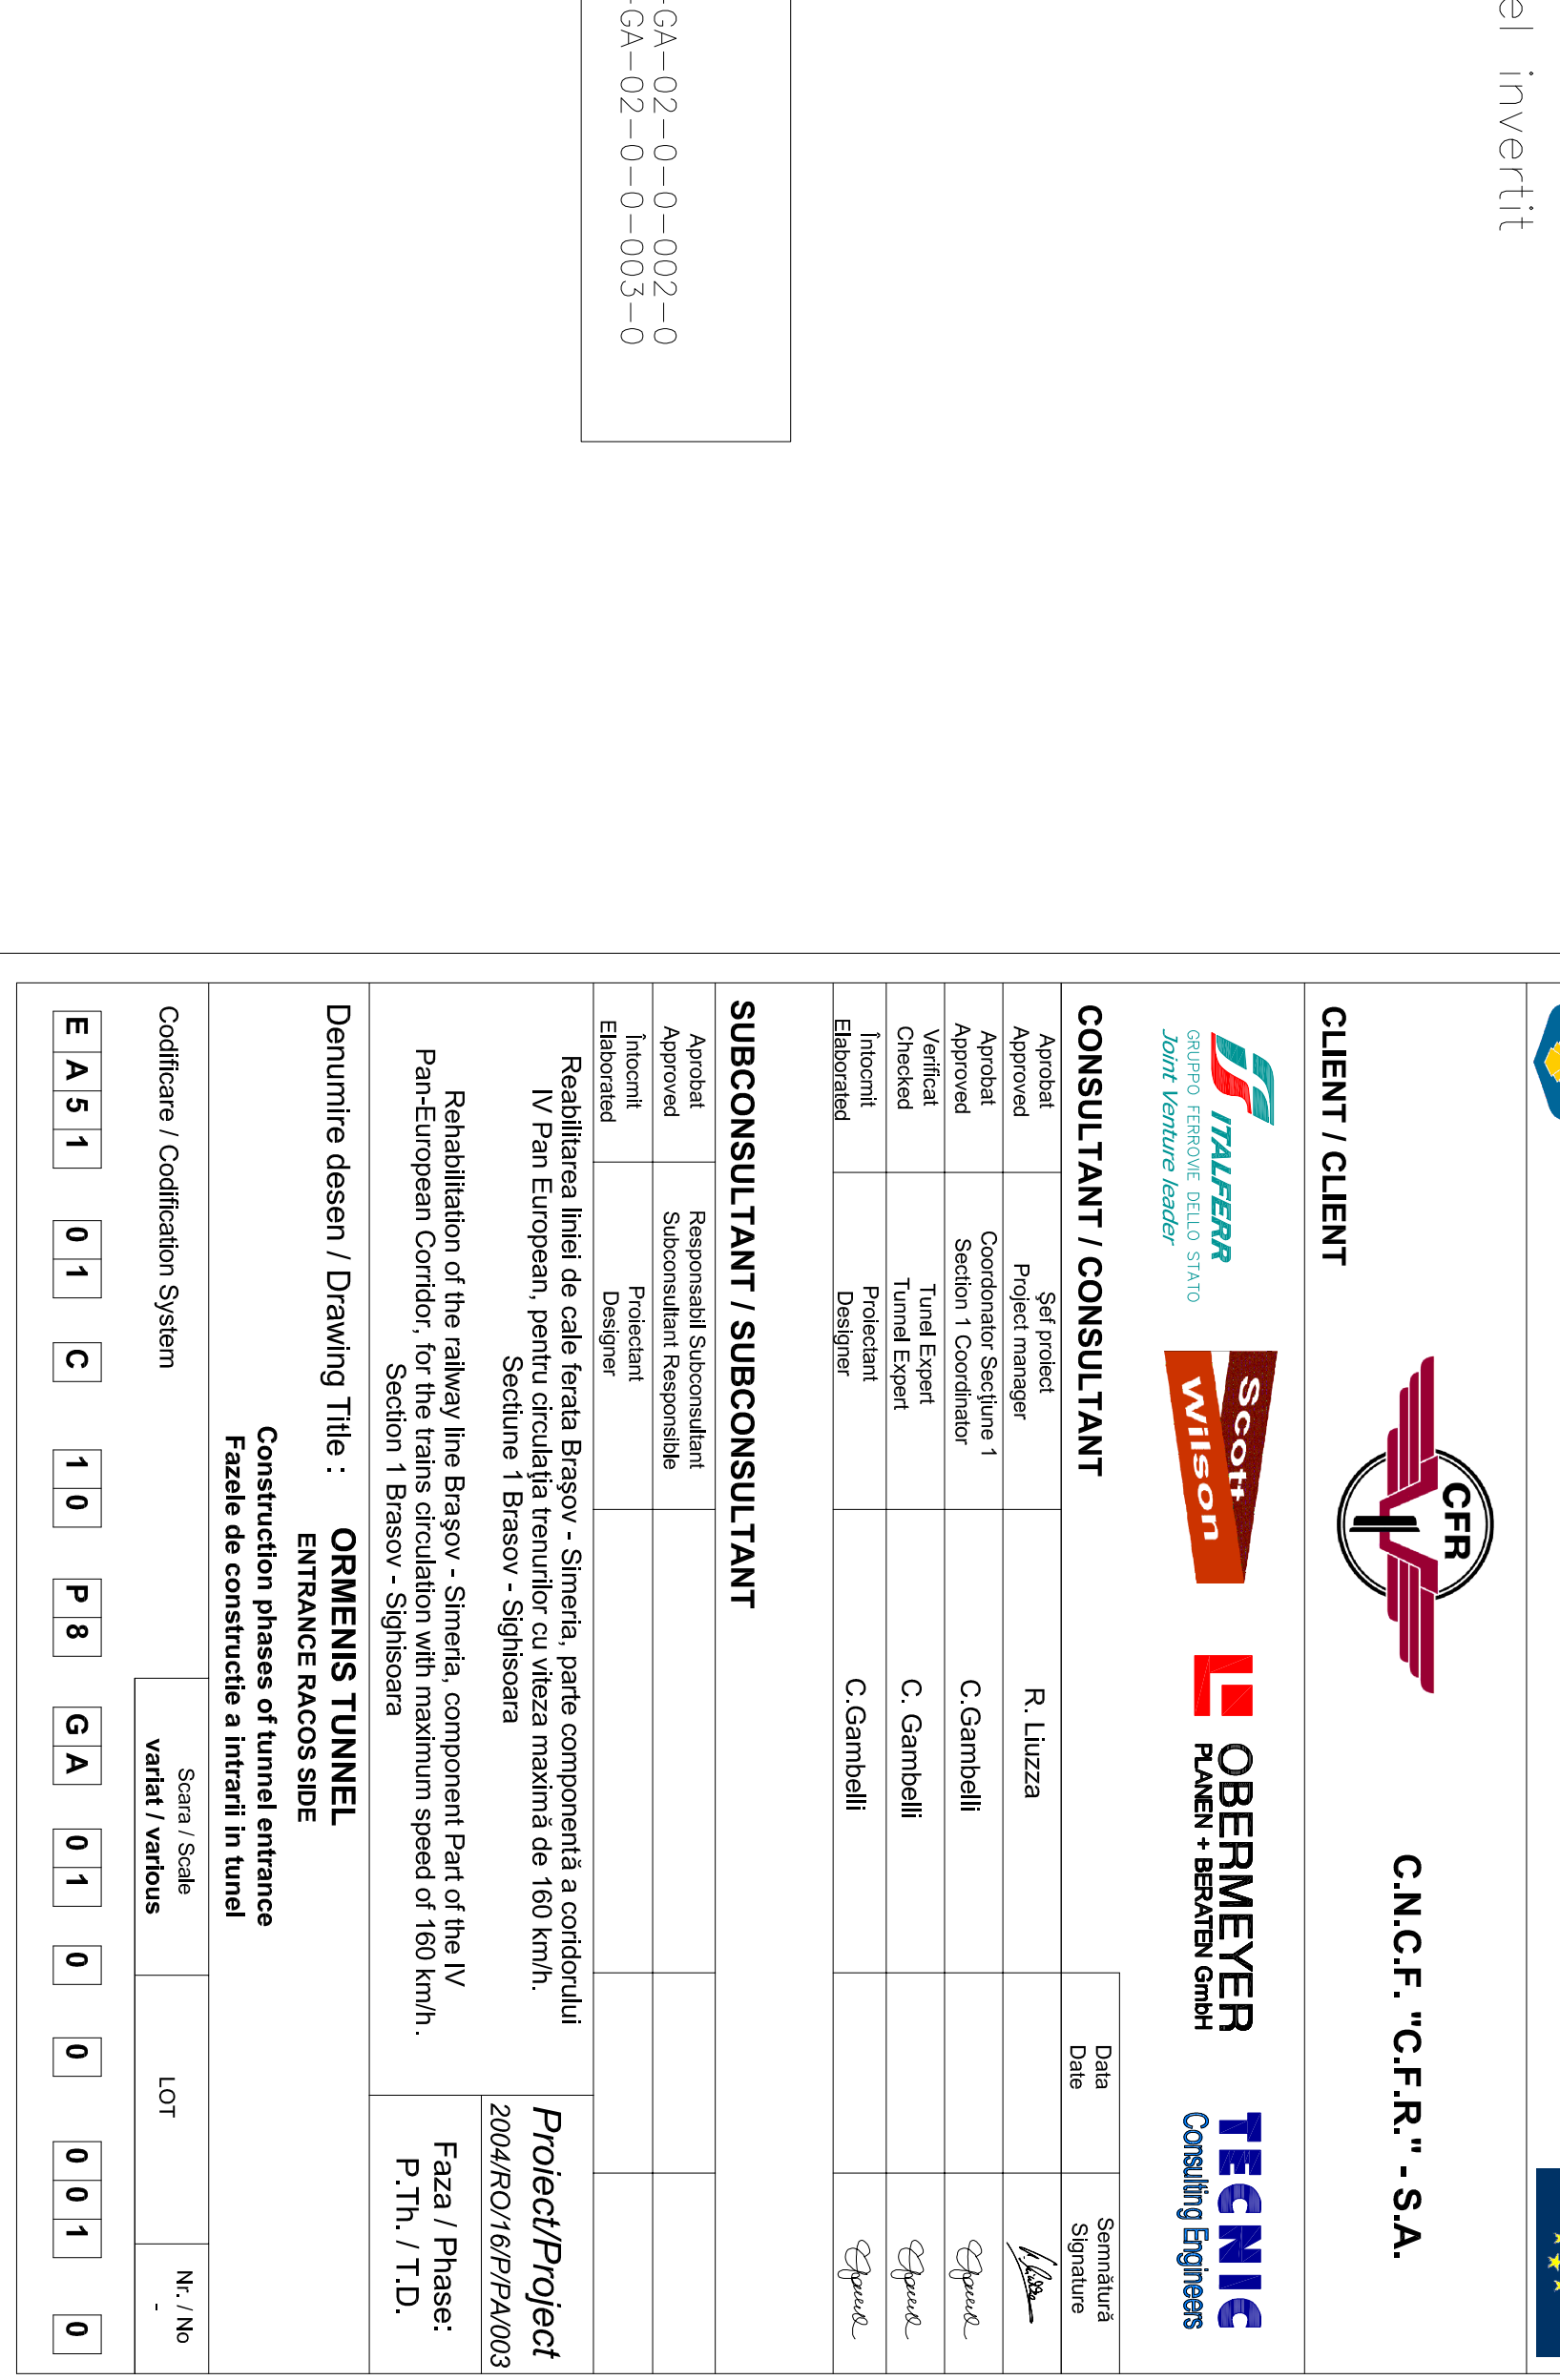 el invertit
-GA-02-0-0-002-0
-GA-02-0-0-003-0
CLIENT / CLIENT
CFR
C.N.C.F. "C.F.R." - S.A.
ITALFERR
GRUPPO FERROVIE DELLO STATO
Joint Venture leader
Scott
Wilson
OBERMEYER
PLANEN + BERATEN GmbH
TECNIC
Consulting Engineers
CONSULTANT / CONSULTANT
Data
Date
Semnătură
Signature
Aprobat
Approved
Şef proiect
Project manager
R. Liuzza
Aprobat
Approved
Coordonator Secţiune 1
Section 1 Coordinator
C.Gambelli
Verificat
Checked
Tunel Expert
Tunnel Expert
C. Gambelli
Întocmit
Elaborated
Proiectant
Designer
C.Gambelli
SUBCONSULTANT / SUBCONSULTANT
Aprobat
Approved
Responsabil Subconsultant
Subconsultant Responsible
Întocmit
Elaborated
Proiectant
Designer
Reabilitarea liniei de cale ferata Braşov - Simeria, parte componentă a coridorului
IV Pan European, pentru circulaţia trenurilor cu viteza maximă de 160 km/h.
Sectiune 1 Brasov - Sighisoara
Rehabilitation of the railway line Braşov - Simeria, component Part of the IV
Pan-European Corridor, for the trains circulation with maximum speed of 160 km/h.
Section 1 Brasov - Sighisoara
Proiect/Project
2004/RO/16/P/PA/003
Faza / Phase:
P.Th. / T.D.
Denumire desen / Drawing Title :
ORMENIS TUNNEL
ENTRANCE RACOS SIDE
Construction phases of tunnel entrance
Fazele de constructie a intrarii in tunel
Codificare / Codification System
Scara / Scale
variat / various
LOT
Nr. / No
-
E A 5 1 0 1 C 1 0 P 8 G A 0 1 0 0 0 0 1 0